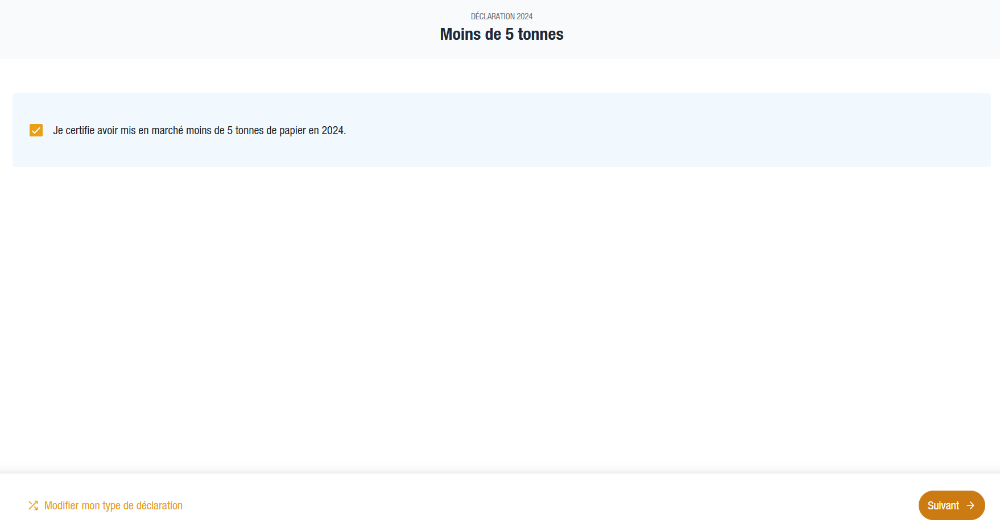 DÉCLARATION 2024
Moins de 5 tonnes
Je certifie avoir mis en marché moins de 5 tonnes de papier en 2024.
Modifier mon type de déclaration
Suivant